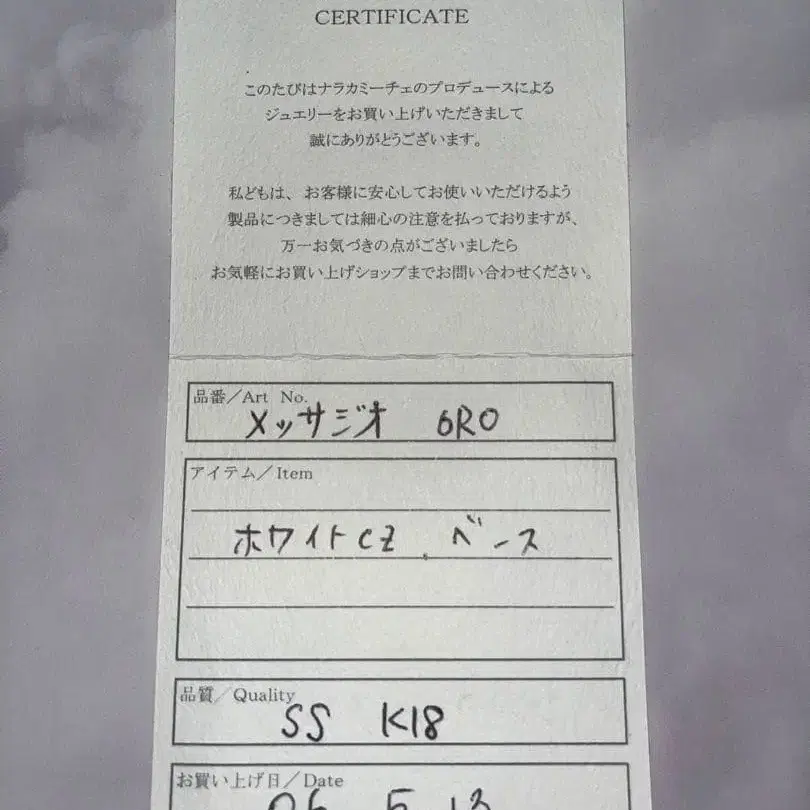 CERTIFICATE
このたびはナラカミーチェのプロデュースによる
ジュエリーをお買い上げいただきまして
誠にありがとうございます。
私どもは、お客様に安心してお使いいただけるよう
製品につきましては細心の注意を払っておりますが、
万一お気づきの点がございましたら
お気軽にお買い上げショップまでお問い合わせください。
品番／Art No.
メッサジオ 6RO
アイテム／Item
ホワイトCZ、ベース
品質／Quality
SS K18
お買い上げ日／Date